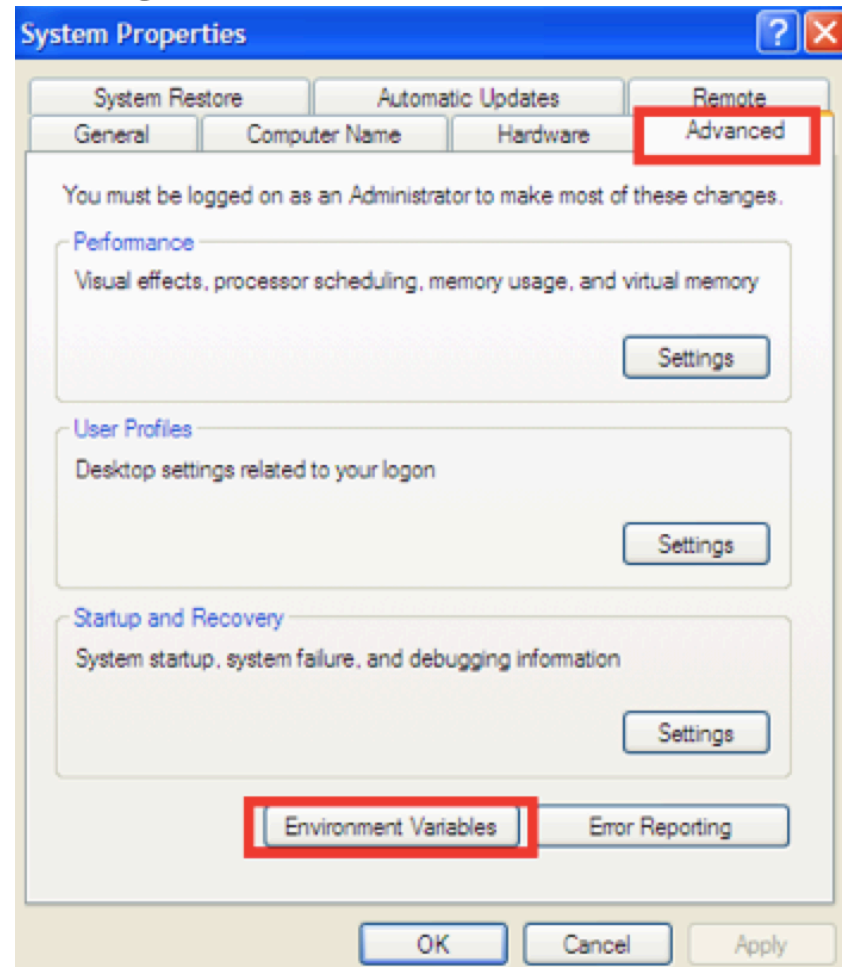 System Properties
System Restore Automatic Updates Remote
General Computer Name Hardware Advanced
You must be logged on as an Administrator to make most of these changes.
Performance
Visual effects, processor scheduling, memory usage, and virtual memory
Settings
User Profiles
Desktop settings related to your logon
Settings
Startup and Recovery
System startup, system failure, and debugging information
Settings
Environment Variables Error Reporting
OK Cancel Apply